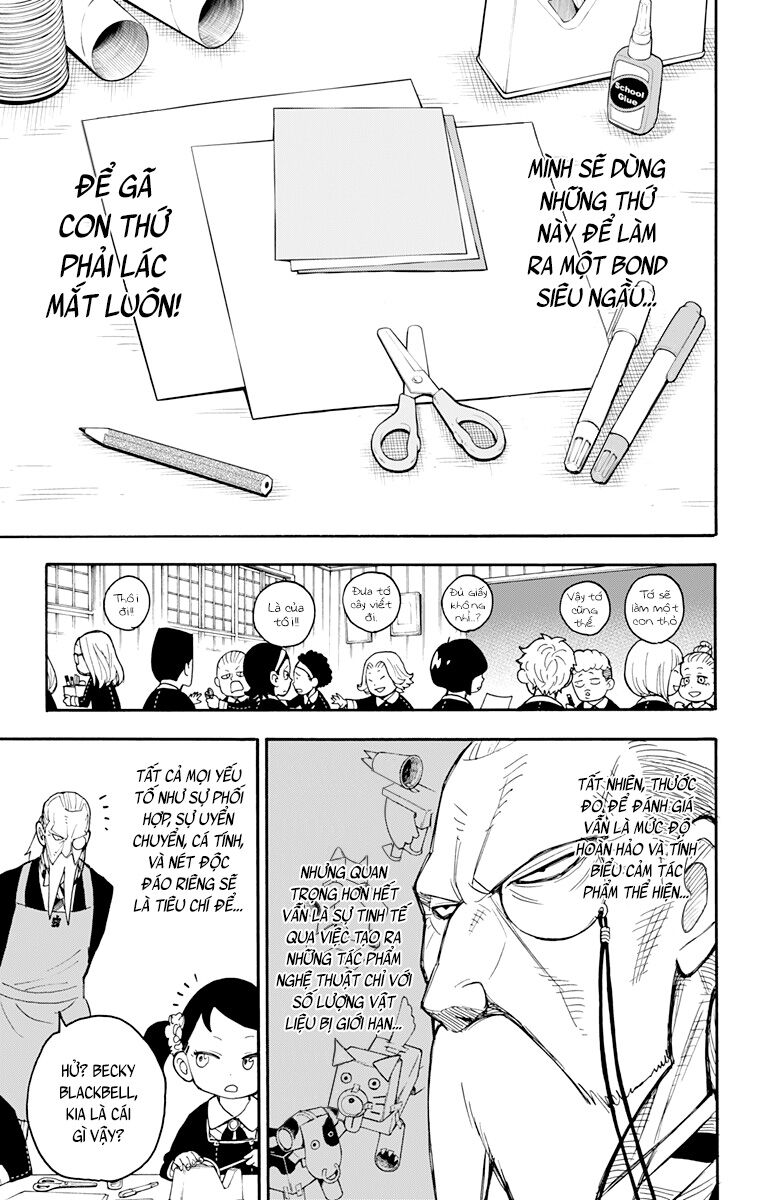 School
Glue
MÌNH SẼ DÙNG
NHỮNG THỨ
NÀY ĐỂ LÀM
RA MỘT BOND
SIÊU NGẦU...
ĐỂ GÃ
CON THỨ
PHẢI LÁC
MẮT LUÔN!
Tớ sẽ
làm một
con thỏ
Vậy tớ
cũng
thế.
Đủ giấy
không
nhỉ..?
Đưa tớ
cây viết
đi.
Là của
tôi!!
Thôi
đi!!
TẤT NHIÊN, THƯỚC
ĐO ĐỂ ĐÁNH GIÁ
VẪN LÀ MỨC ĐỘ
HOÀN HẢO VÀ TÍNH
BIỂU CẢM TÁC
PHẨM THỂ HIỆN...
NHƯNG QUAN
TRỌNG HƠN HẾT
VẪN LÀ SỰ TINH TẾ
QUA VIỆC TẠO RA
NHỮNG TÁC PHẨM
NGHỆ THUẬT CHỈ VỚI
SỐ LƯỢNG VẬT
LIỆU BỊ GIỚI HẠN...
TẤT CẢ MỌI YẾU
TỐ NHƯ SỰ PHỐI
HỢP, SỰ UYỂN
CHUYỂN, CÁ TÍNH,
VÀ NÉT ĐỘC
ĐÁO RIÊNG SẼ
LÀ TIÊU CHÍ ĐỂ...
HỬ? BECKY
BLACKBELL,
KIA LÀ CÁI
GÌ VẬY?